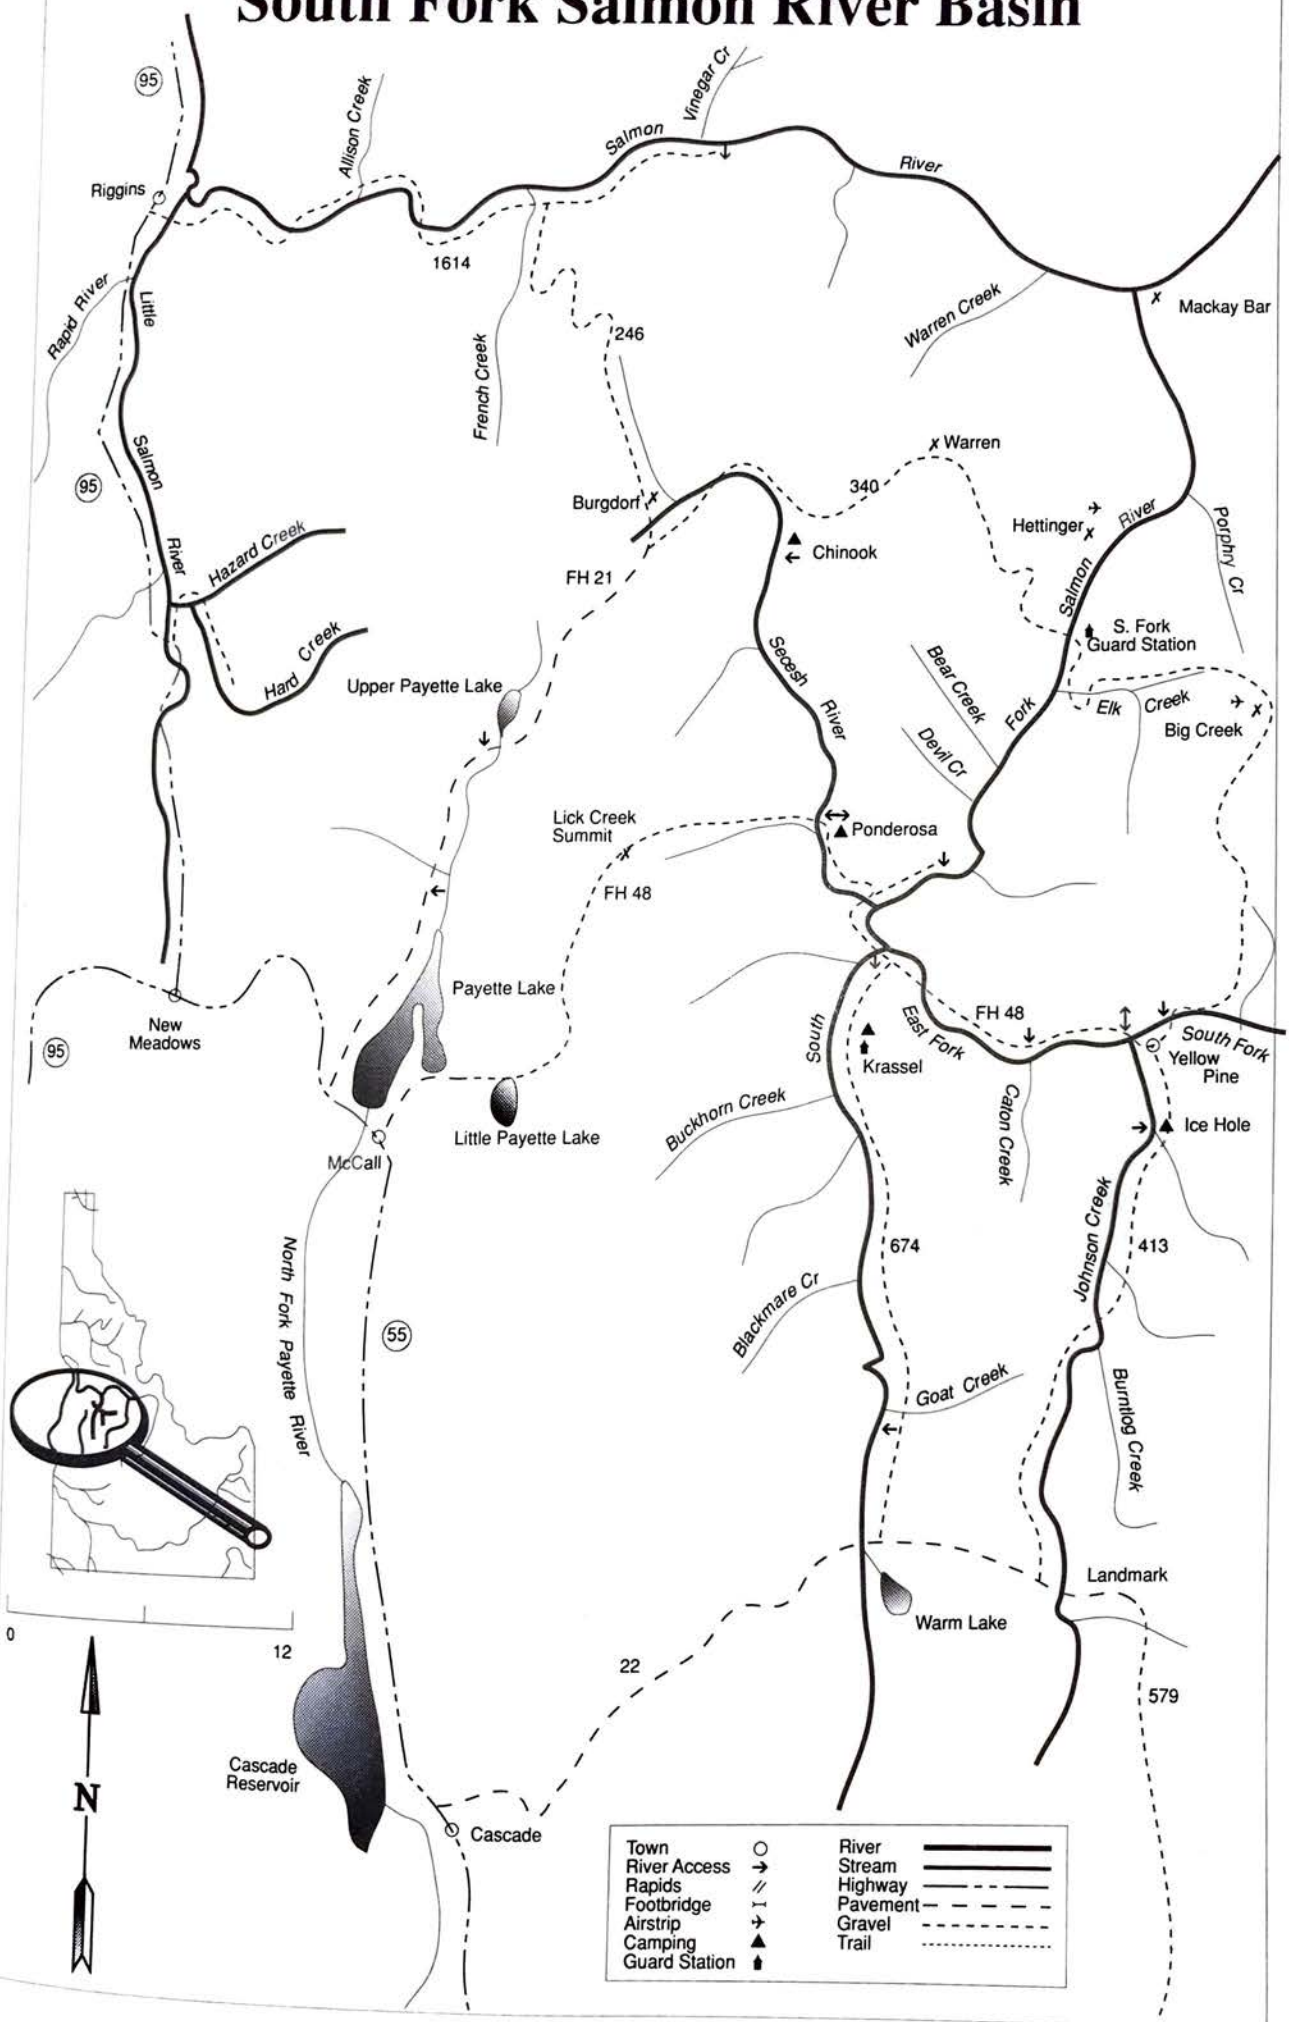 South Fork Salmon River Basin
95
Vinegar Cr
Allison Creek
Salmon
River
Riggins
1614
Rapid River
Little
Mackay Bar
Warren Creek
246
French Creek
Salmon
Warren
95
340
Burgdorf
Hettinger
River
Porphry Cr
Chinook
River
Hazard Creek
FH 21
Salmon
S. Fork
Guard Station
Hard Creek
Secesh
River
Bear Creek
Upper Payette Lake
Fork
Elk Creek
Big Creek
Devil Cr
Lick Creek
Summit
Ponderosa
FH 48
Payette Lake
New
Meadows
95
South
East Fork
FH 48
South Fork
Yellow
Pine
Krassel
Caton Creek
Buckhorn Creek
Little Payette Lake
Ice Hole
McCall
Johnson Creek
413
674
North Fork Payette River
Blackmare Cr
55
Goat Creek
Burntlog Creek
Landmark
Warm Lake
0
12
22
579
Cascade
Reservoir
N
Cascade
Town River
River Access Stream
Rapids Highway
Footbridge Pavement
Airstrip Gravel
Camping Trail
Guard Station